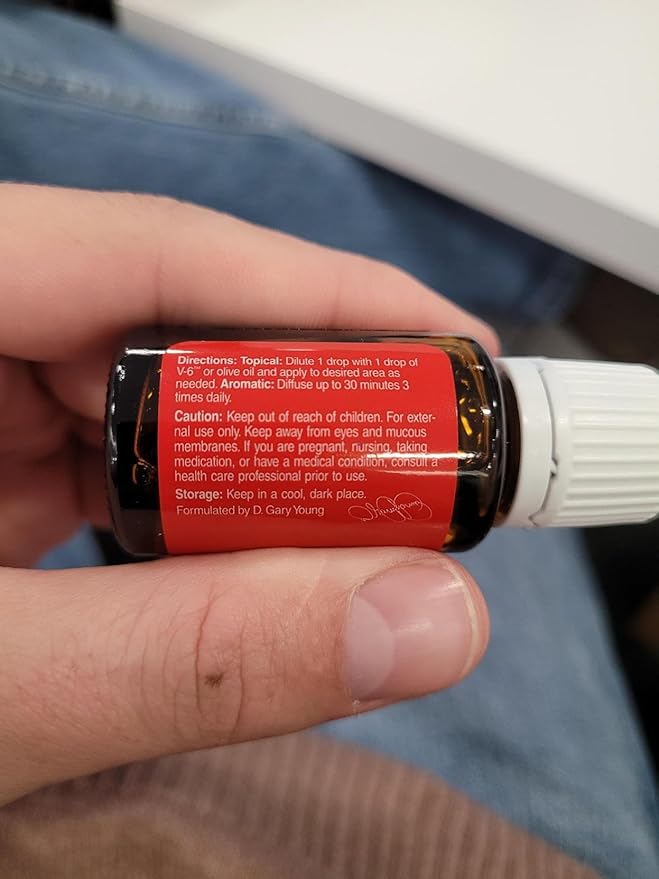 Directions: Topical: Dilute 1 drop with 1 drop of
V-6™ or olive oil and apply to desired area as
needed. Aromatic: Diffuse up to 30 minutes 3
times daily.
Caution: Keep out of reach of children. For exter-
nal use only. Keep away from eyes and mucous
membranes. If you are pregnant, nursing, taking
medication, or have a medical condition, consult a
health care professional prior to use.
Storage: Keep in a cool, dark place.
Formulated by D. Gary Young